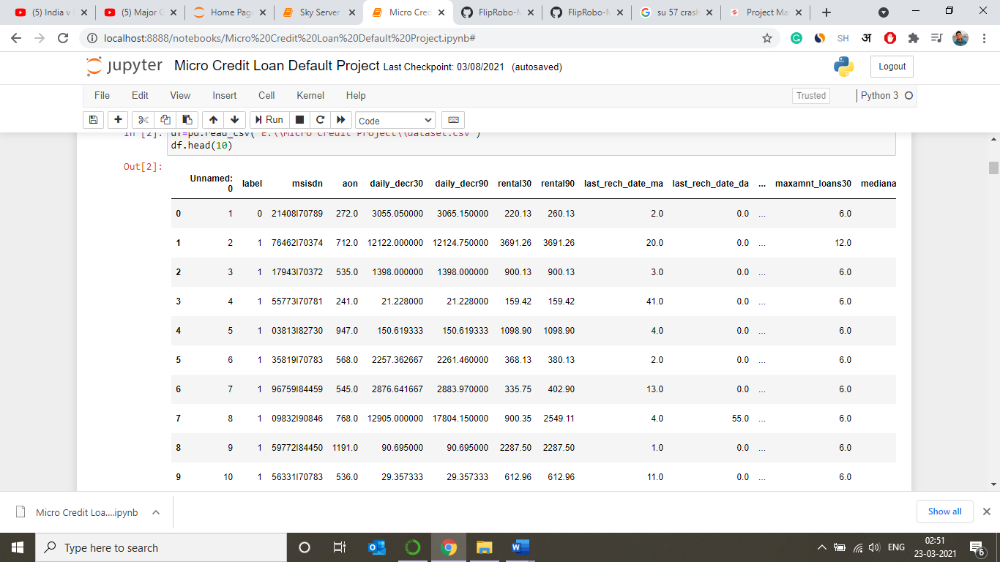 (5) India v
(5) Major G
Home Page
Sky Server
Micro Cred
FlipRobo-M
FlipRobo-M
su 57 crash
Project Ma
localhost:8888/notebooks/Micro%20Credit%20Loan%20Default%20Project.ipynb#
SH अ
jupyter Micro Credit Loan Default Project Last Checkpoint: 03/08/2021 (autosaved)
Logout
File Edit View Insert Cell Kernel Help
Trusted Python 3 O
Run Code
In [2]: df=pd.read_csv('E:\\Micro Credit Project\\dataset.csv')
df.head(10)
Out[2]:
Unnamed: 0 label msisdn aon daily_decr30 daily_decr90 rental30 rental90 last_rech_date_ma last_rech_date_da ... maxamnt_loans30 mediana
0 1 0 21408I70789 272.0 3055.050000 3065.150000 220.13 260.13 2.0 0.0 ... 6.0
1 2 1 76462I70374 712.0 12122.000000 12124.750000 3691.26 3691.26 20.0 0.0 ... 12.0
2 3 1 17943I70372 535.0 1398.000000 1398.000000 900.13 900.13 3.0 0.0 ... 6.0
3 4 1 55773I70781 241.0 21.228000 21.228000 159.42 159.42 41.0 0.0 ... 6.0
4 5 1 03813I82730 947.0 150.619333 150.619333 1098.90 1098.90 4.0 0.0 ... 6.0
5 6 1 35819I70783 568.0 2257.362667 2261.460000 368.13 380.13 2.0 0.0 ... 6.0
6 7 1 96759I84459 545.0 2876.641667 2883.970000 335.75 402.90 13.0 0.0 ... 6.0
7 8 1 09832I90846 768.0 12905.000000 17804.150000 900.35 2549.11 4.0 55.0 ... 6.0
8 9 1 59772I84450 1191.0 90.695000 90.695000 2287.50 2287.50 1.0 0.0 ... 6.0
9 10 1 56331I70783 536.0 29.357333 29.357333 612.96 612.96 11.0 0.0 ... 6.0
Micro Credit Loa....ipynb
Show all
Type here to search
ENG
02:51
23-03-2021
6